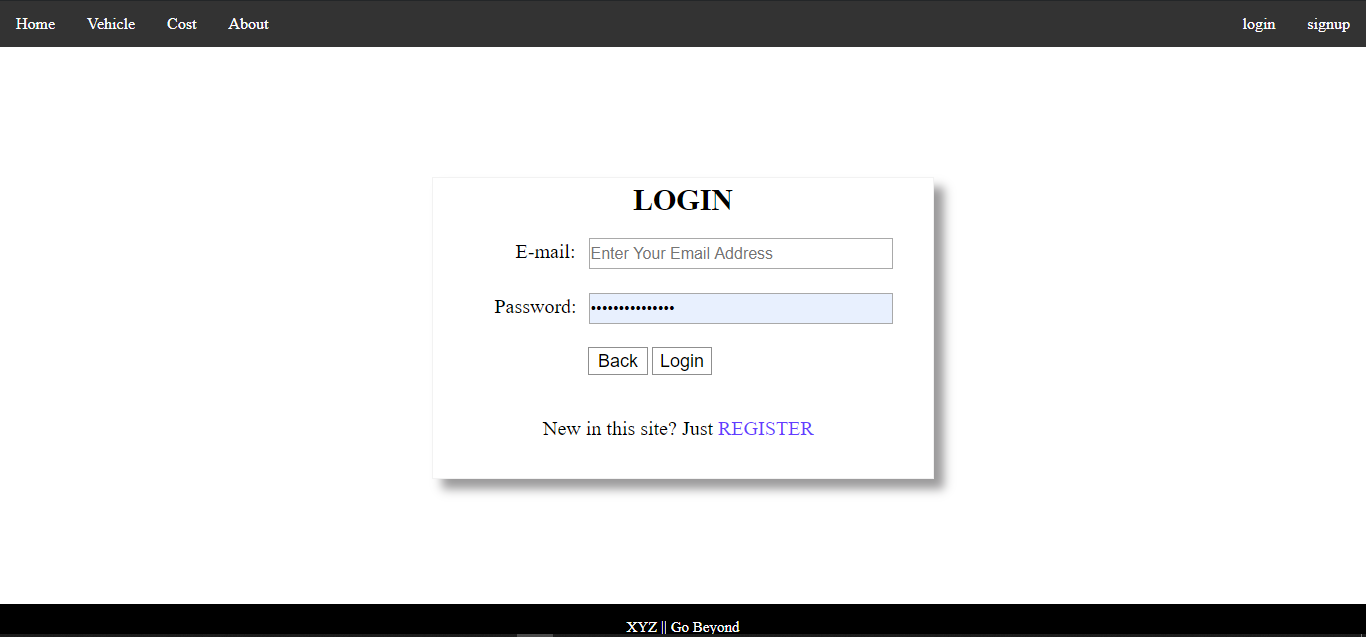 Home Vehicle Cost About login signup
LOGIN
E-mail: Enter Your Email Address
Password: •••••••••••••••
Back Login
New in this site? Just REGISTER
XYZ || Go Beyond